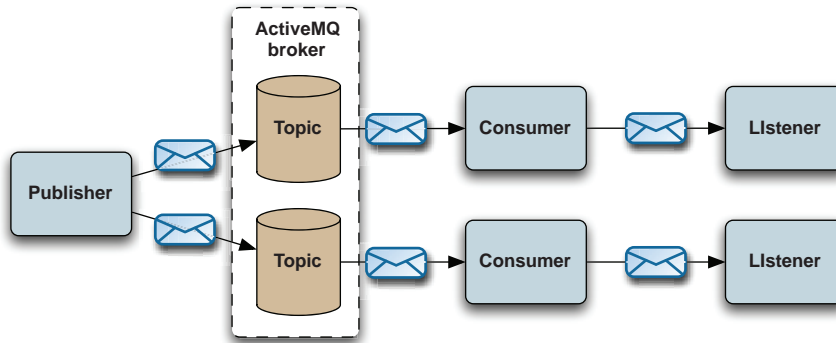 ActiveMQ
broker
Topic
Consumer
LIstener
Publisher
Topic
Consumer
LIstener